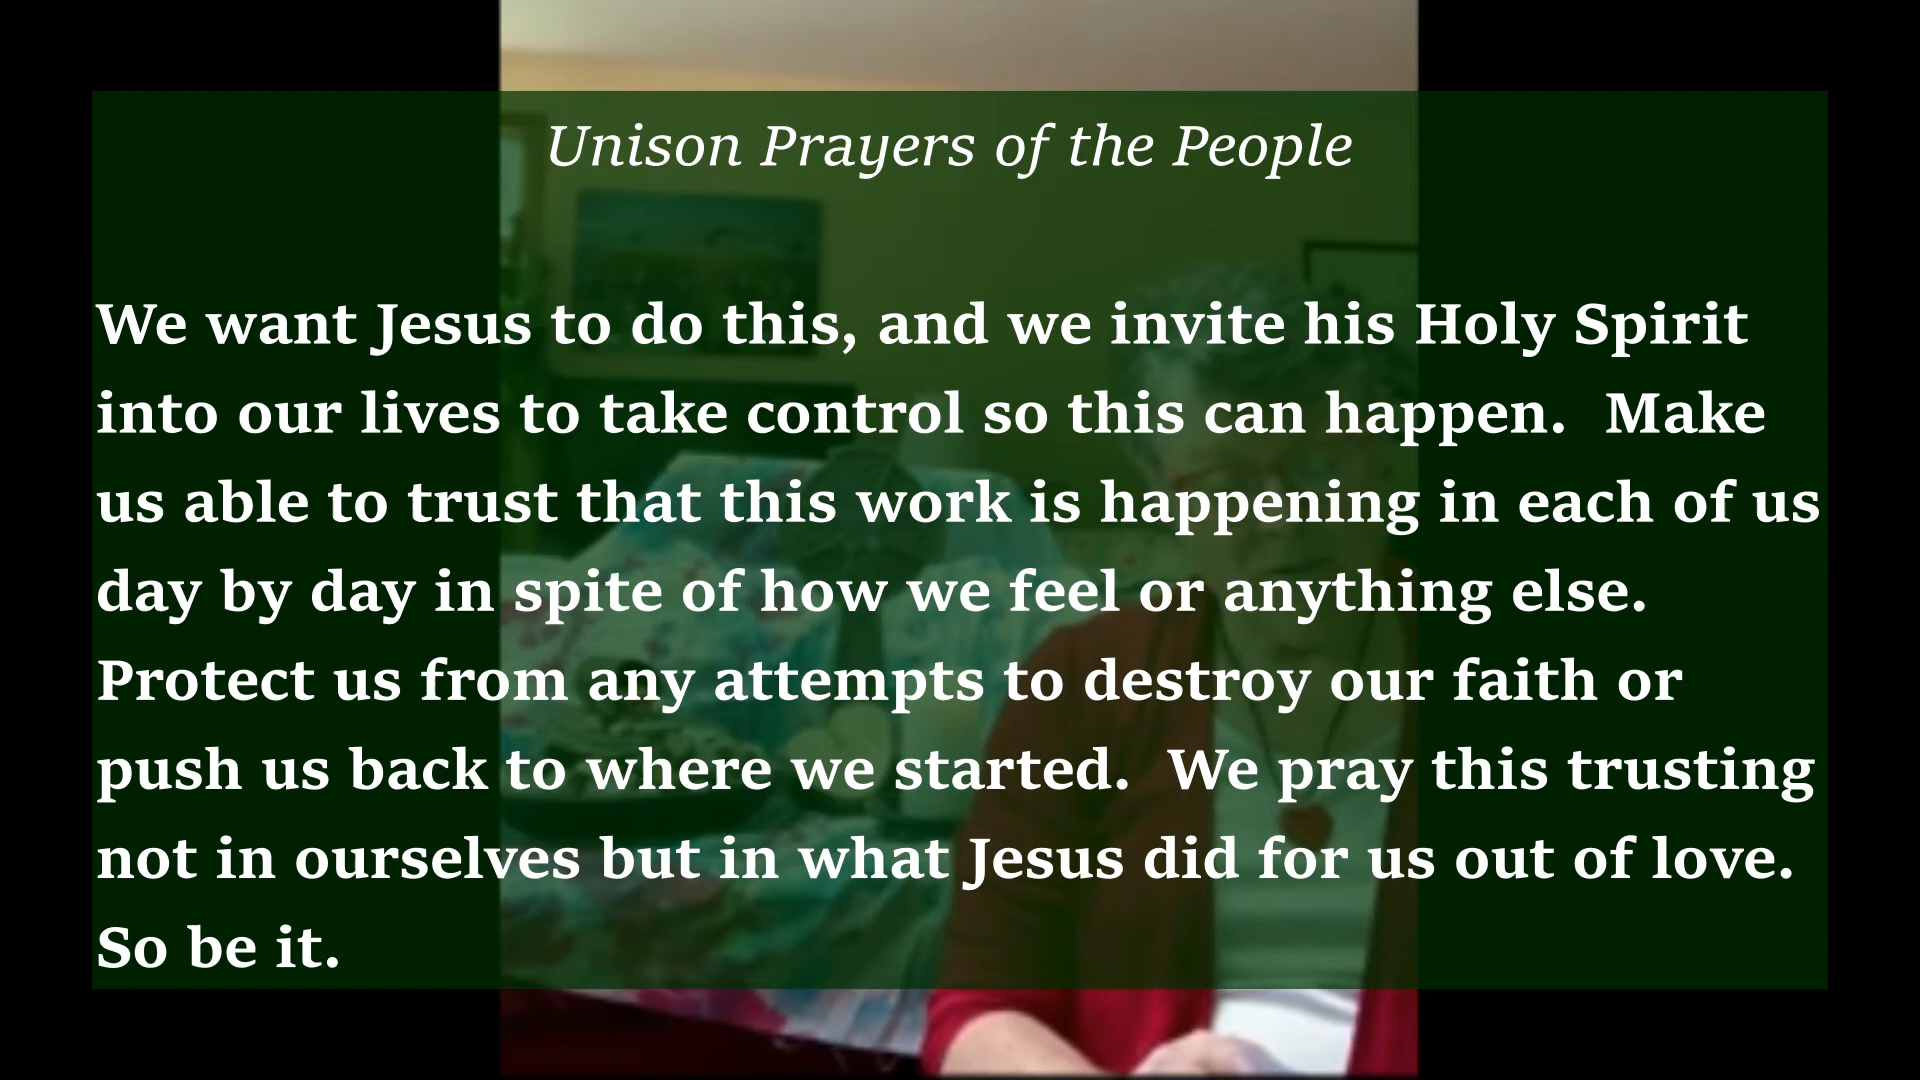 Unison Prayers of the People
We want Jesus to do this, and we invite his Holy Spirit
into our lives to take control so this can happen.  Make
us able to trust that this work is happening in each of us
day by day in spite of how we feel or anything else.
Protect us from any attempts to destroy our faith or
push us back to where we started.  We pray this trusting
not in ourselves but in what Jesus did for us out of love.
So be it.